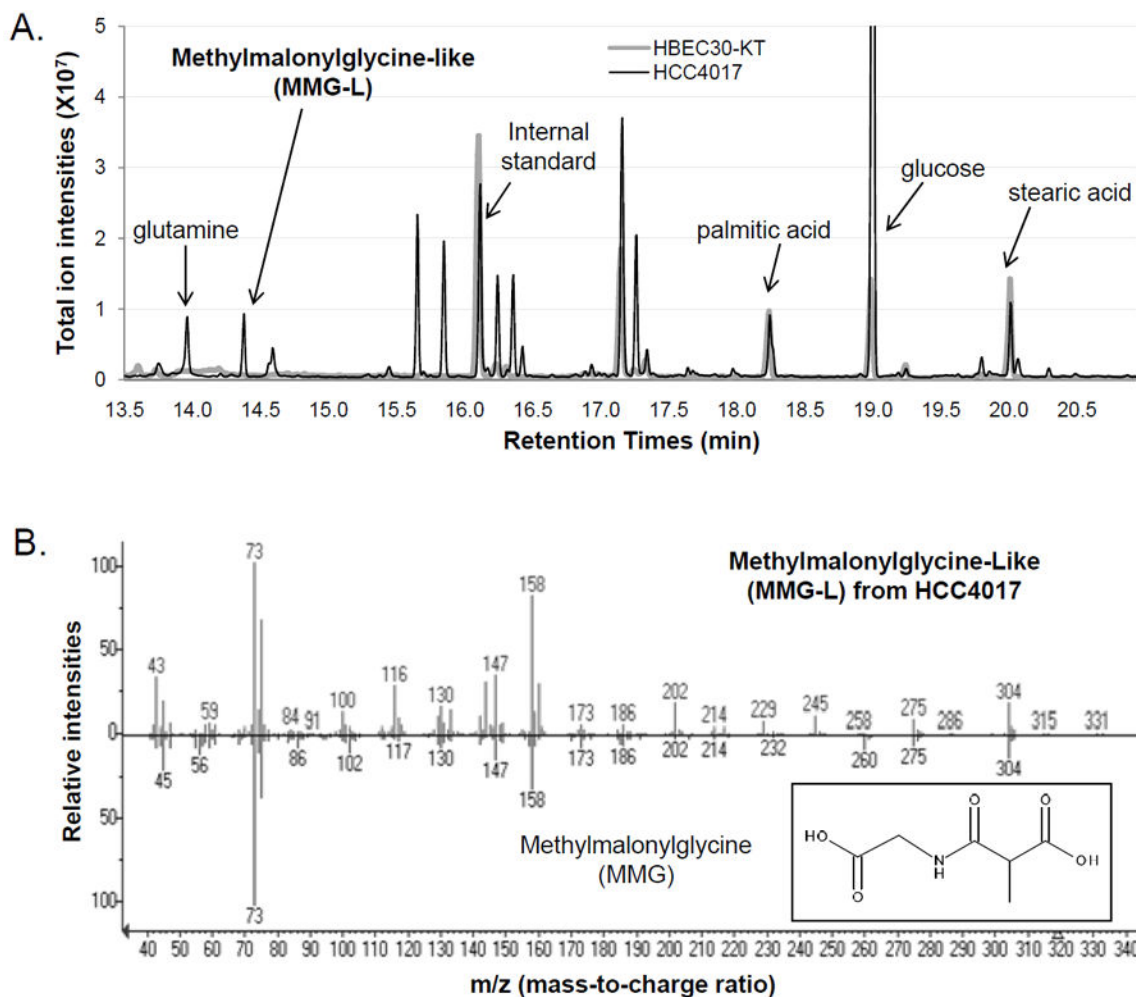 A.
Total ion intensities (X10⁷)
5
4
3
2
1
0
Methylmalonylglycine-like
(MMG-L)
HBEC30-KT
HCC4017
Internal
standard
glutamine
palmitic acid
glucose
stearic acid
13.5 14.0 14.5 15.0 15.5 16.0 16.5 17.0 17.5 18.0 18.5 19.0 19.5 20.0 20.5
Retention Times (min)
B.
Relative intensities
100
50
0
50
100
Methylmalonylglycine-Like
(MMG-L) from HCC4017
43 59 73 84 91 100 116 130 147 158 173 186 202 214 229 245 258 275 286 304 315 331
45 56 73 86 102 117 130 147 158 173 186 202 214 232 260 275 304
Methylmalonylglycine
(MMG)
HO O N H O O OH
40 50 60 70 80 90 100 110 120 130 140 150 160 170 180 190 200 210 220 230 240 250 260 270 280 290 300 310 320 330 340
m/z (mass-to-charge ratio)